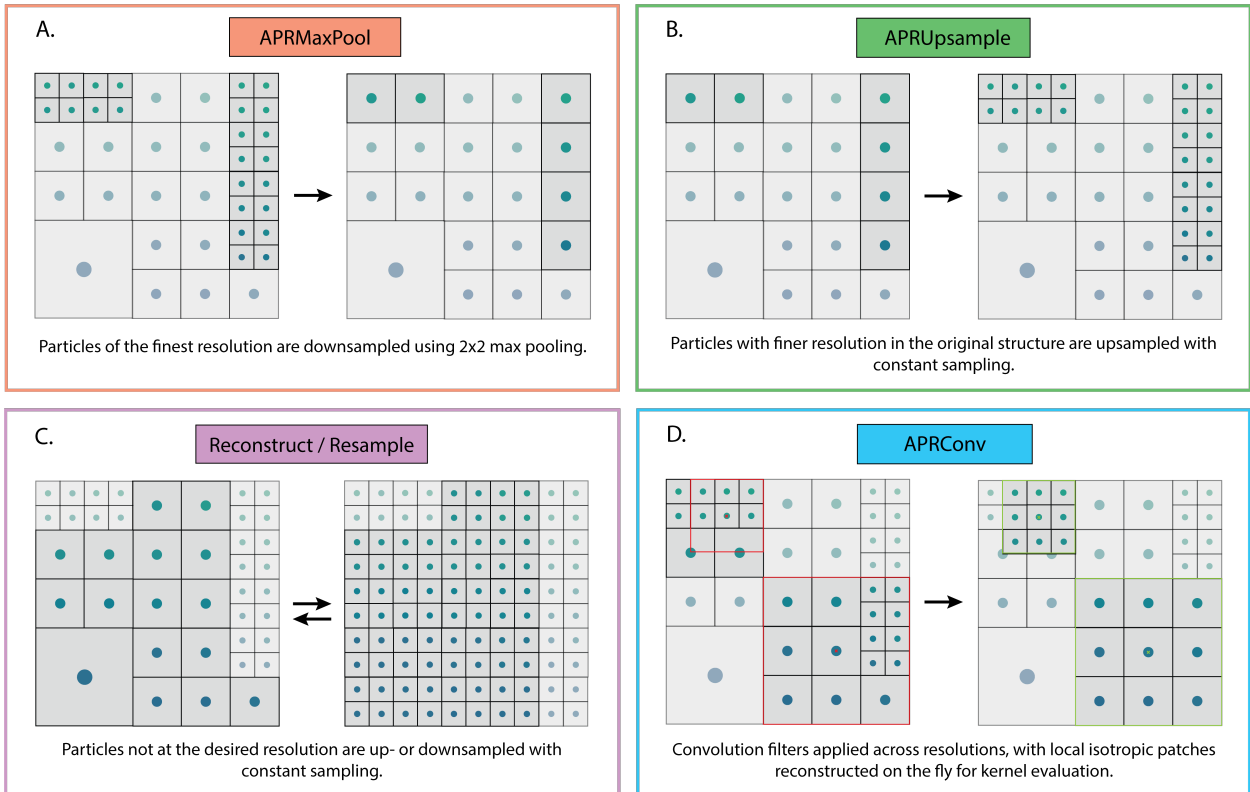 A.
APRMaxPool
Particles of the finest resolution are downsampled using 2x2 max pooling.
B.
APRUpsample
Particles with finer resolution in the original structure are upsampled with
constant sampling.
C.
Reconstruct / Resample
Particles not at the desired resolution are up- or downsampled with
constant sampling.
D.
APRConv
Convolution filters applied across resolutions, with local isotropic patches
reconstructed on the fly for kernel evaluation.